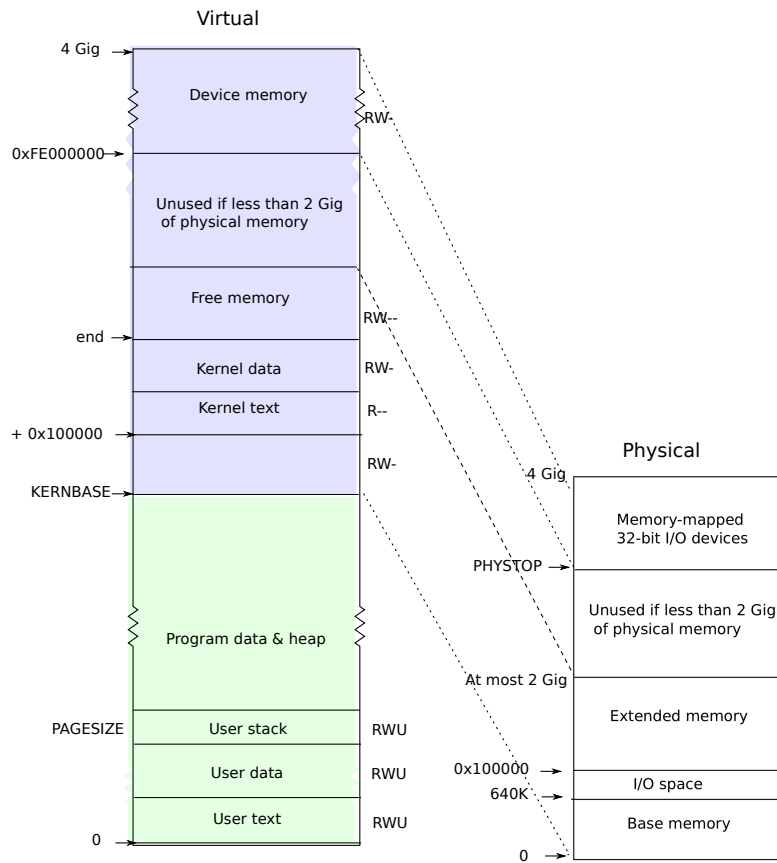 Virtual
4 Gig
Device memory
RW-
0xFE000000
Unused if less than 2 Gig
of physical memory
Free memory
RW--
end
Kernel data
RW-
Kernel text
R--
+ 0x100000
RW-
KERNBASE
Program data & heap
PAGESIZE
User stack
RWU
User data
RWU
User text
RWU
0
Physical
4 Gig
Memory-mapped
32-bit I/O devices
PHYSTOP
Unused if less than 2 Gig
of physical memory
At most 2 Gig
Extended memory
0x100000
I/O space
640K
Base memory
0